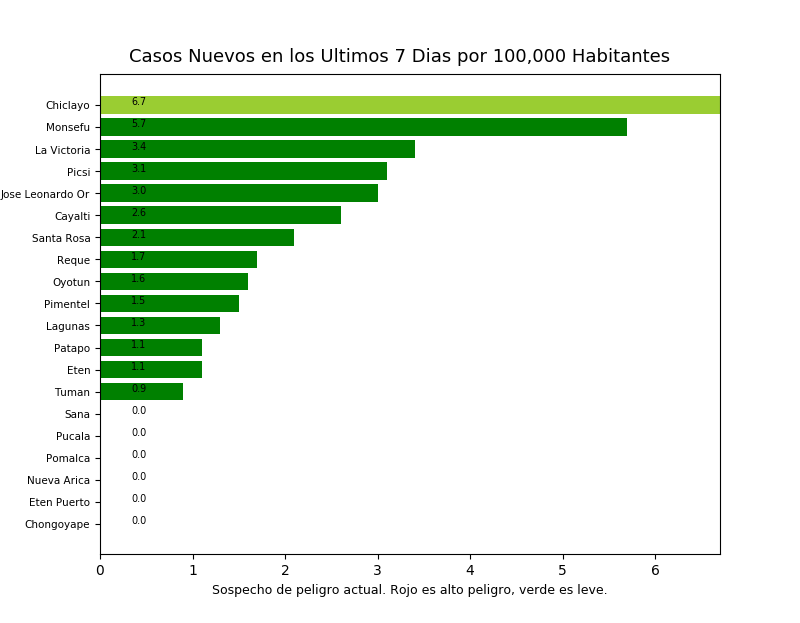 Casos Nuevos en los Ultimos 7 Dias por 100,000 Habitantes
Chiclayo 6.7
Monsefu 5.7
La Victoria 3.4
Picsi 3.1
Jose Leonardo Or 3.0
Cayalti 2.6
Santa Rosa 2.1
Reque 1.7
Oyotun 1.6
Pimentel 1.5
Lagunas 1.3
Patapo 1.1
Eten 1.1
Tuman 0.9
Sana 0.0
Pucala 0.0
Pomalca 0.0
Nueva Arica 0.0
Eten Puerto 0.0
Chongoyape 0.0
0 1 2 3 4 5 6
Sospecho de peligro actual. Rojo es alto peligro, verde es leve.